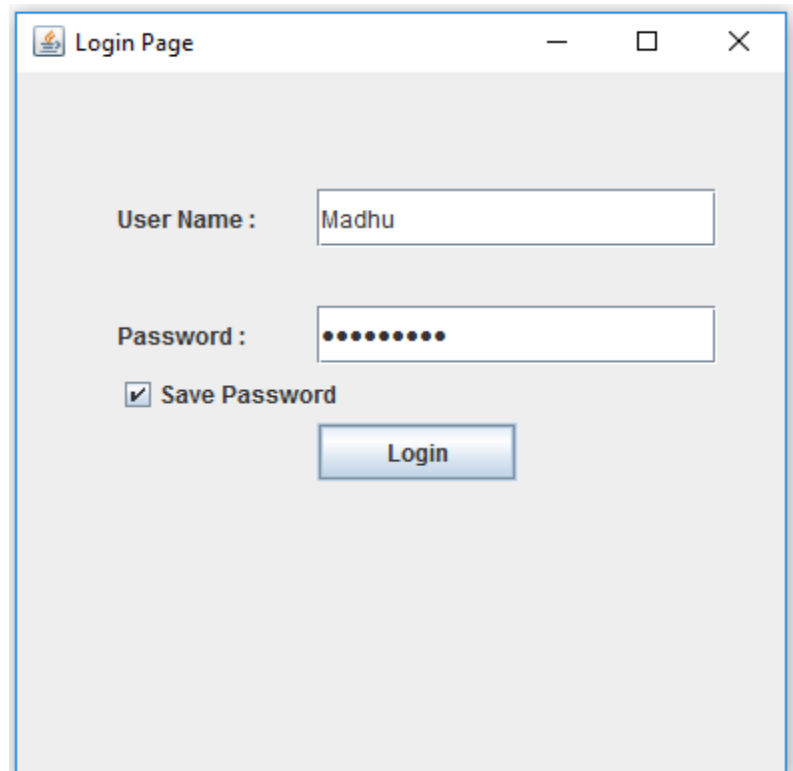 Login Page
User Name : Madhu
Password : •••••••••
Save Password
Login